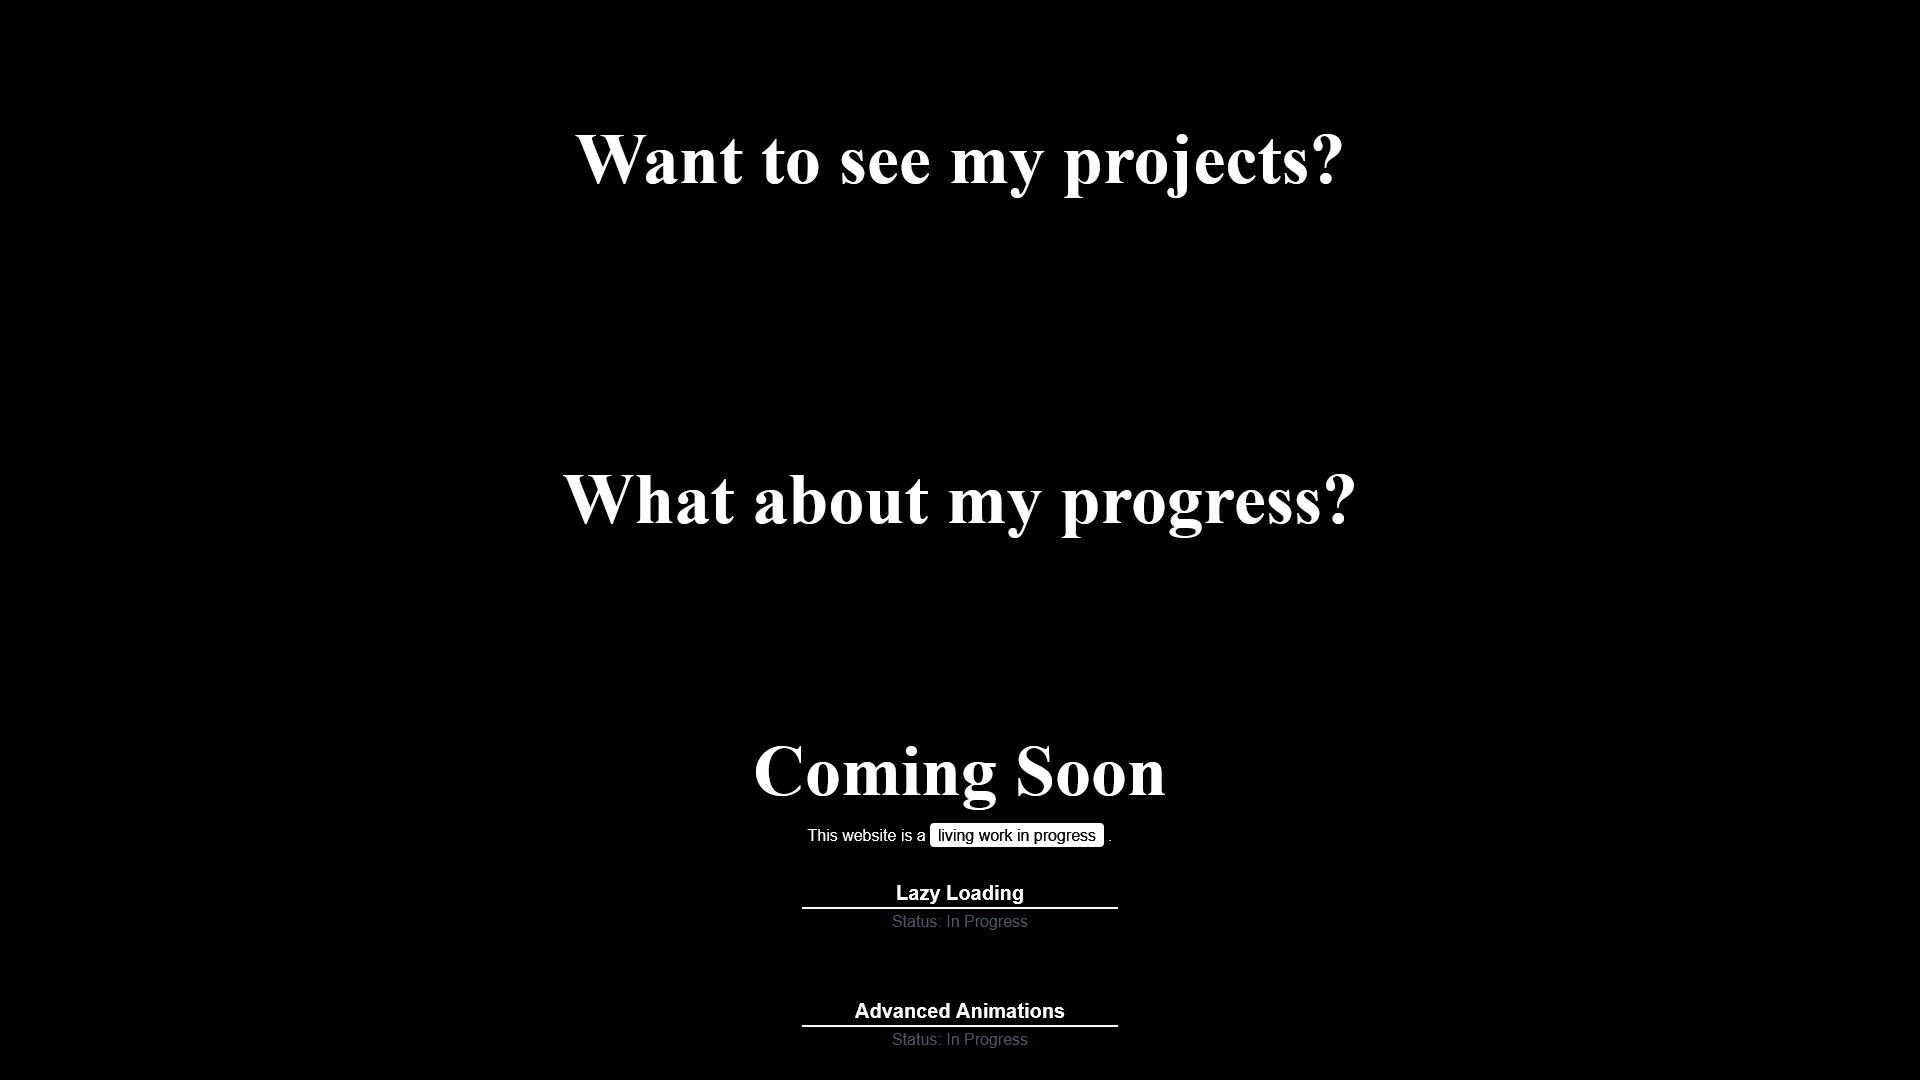 Want to see my projects?
What about my progress?
Coming Soon
This website is a living work in progress .
Lazy Loading
Status: In Progress
Advanced Animations
Status: In Progress